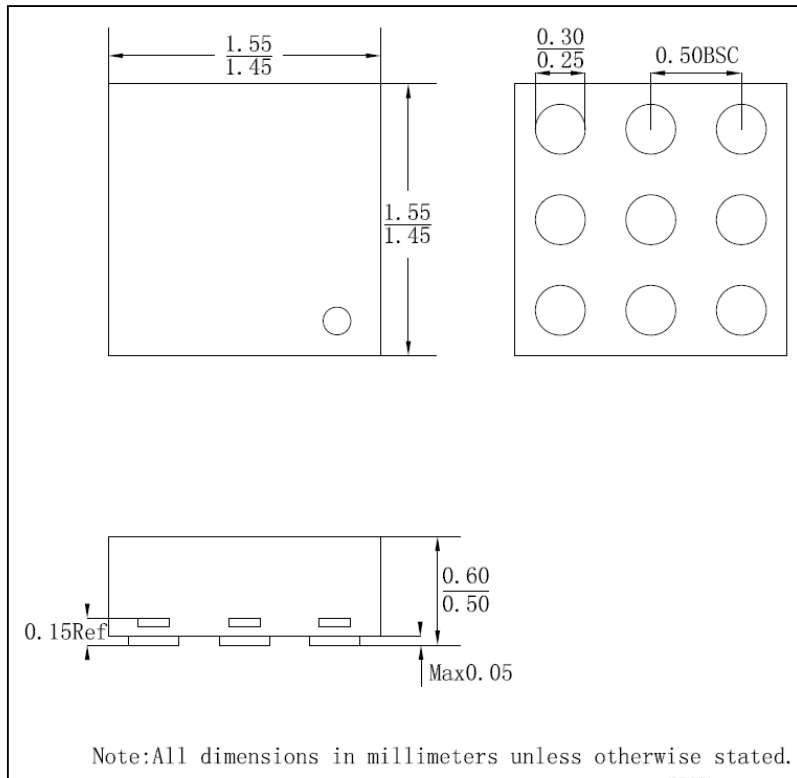 1.55
1.45
0.30
0.25
0.50BSC
1.55
1.45
0.60
0.50
0.15Ref
Max0.05
Note:All dimensions in millimeters unless otherwise stated.